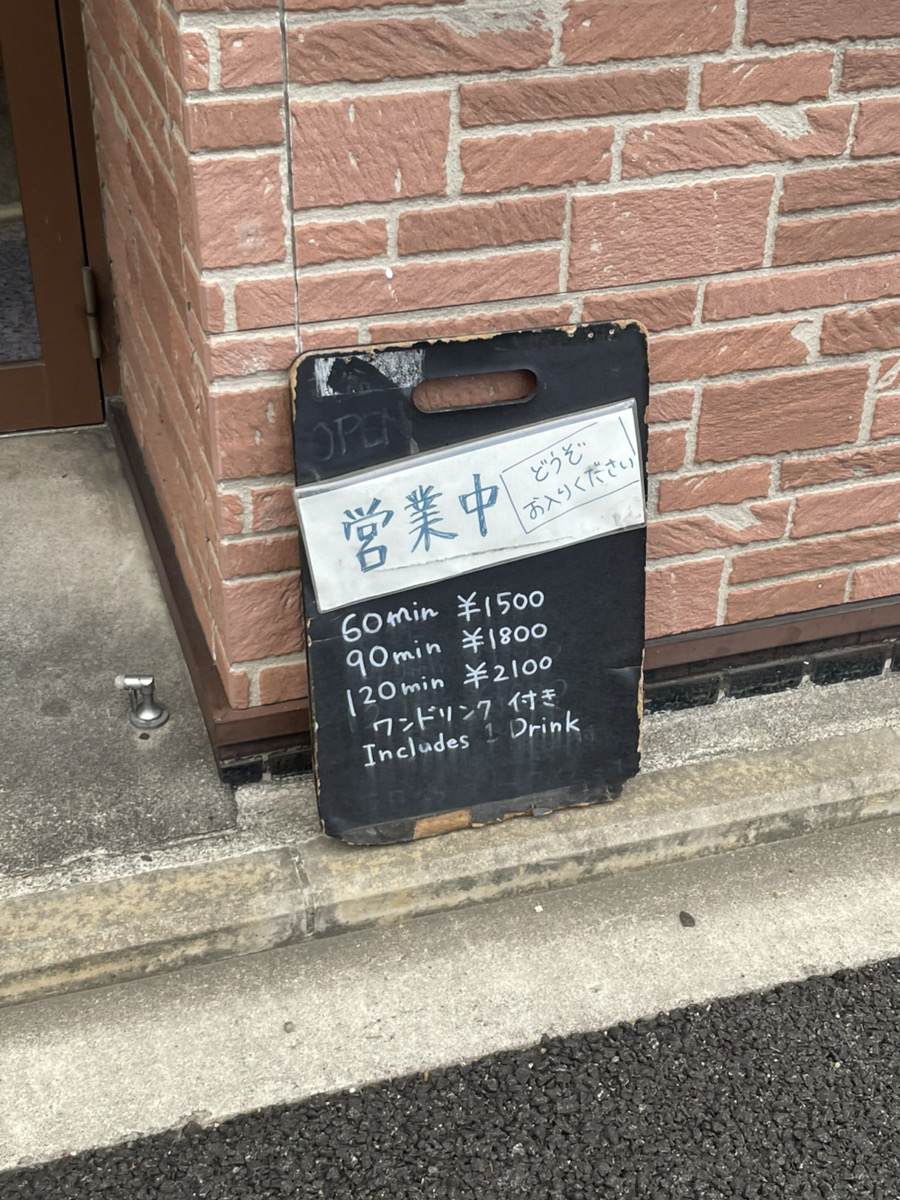 OPEN
営業中
どうぞ
お入りください
60min ¥1500
90min ¥1800
120min ¥2100
ワンドリンク 付き
Includes 1 Drink